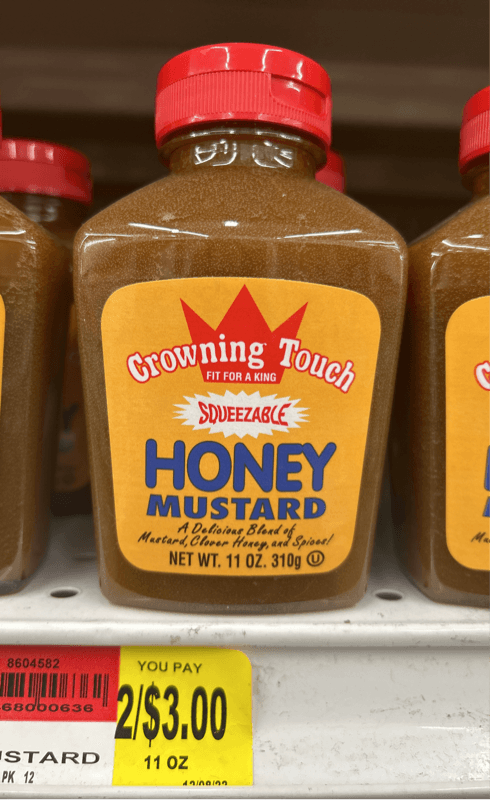 Crowning Touch
FIT FOR A KING
SQUEEZABLE
HONEY
MUSTARD
A Delicious Blend of
Mustard, Clover Honey, and Spices!
NET WT. 11 OZ. 310g Ⓤ
8604582
68000636
USTARD
PK 12
YOU PAY
2/$3.00
11 OZ